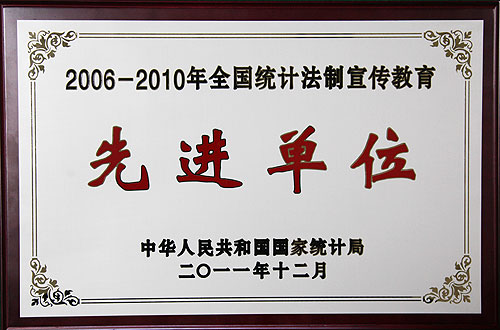 2006-2010年全国统计法制宣传教育
先进单位
中华人民共和国国家统计局
二〇一一年十二月